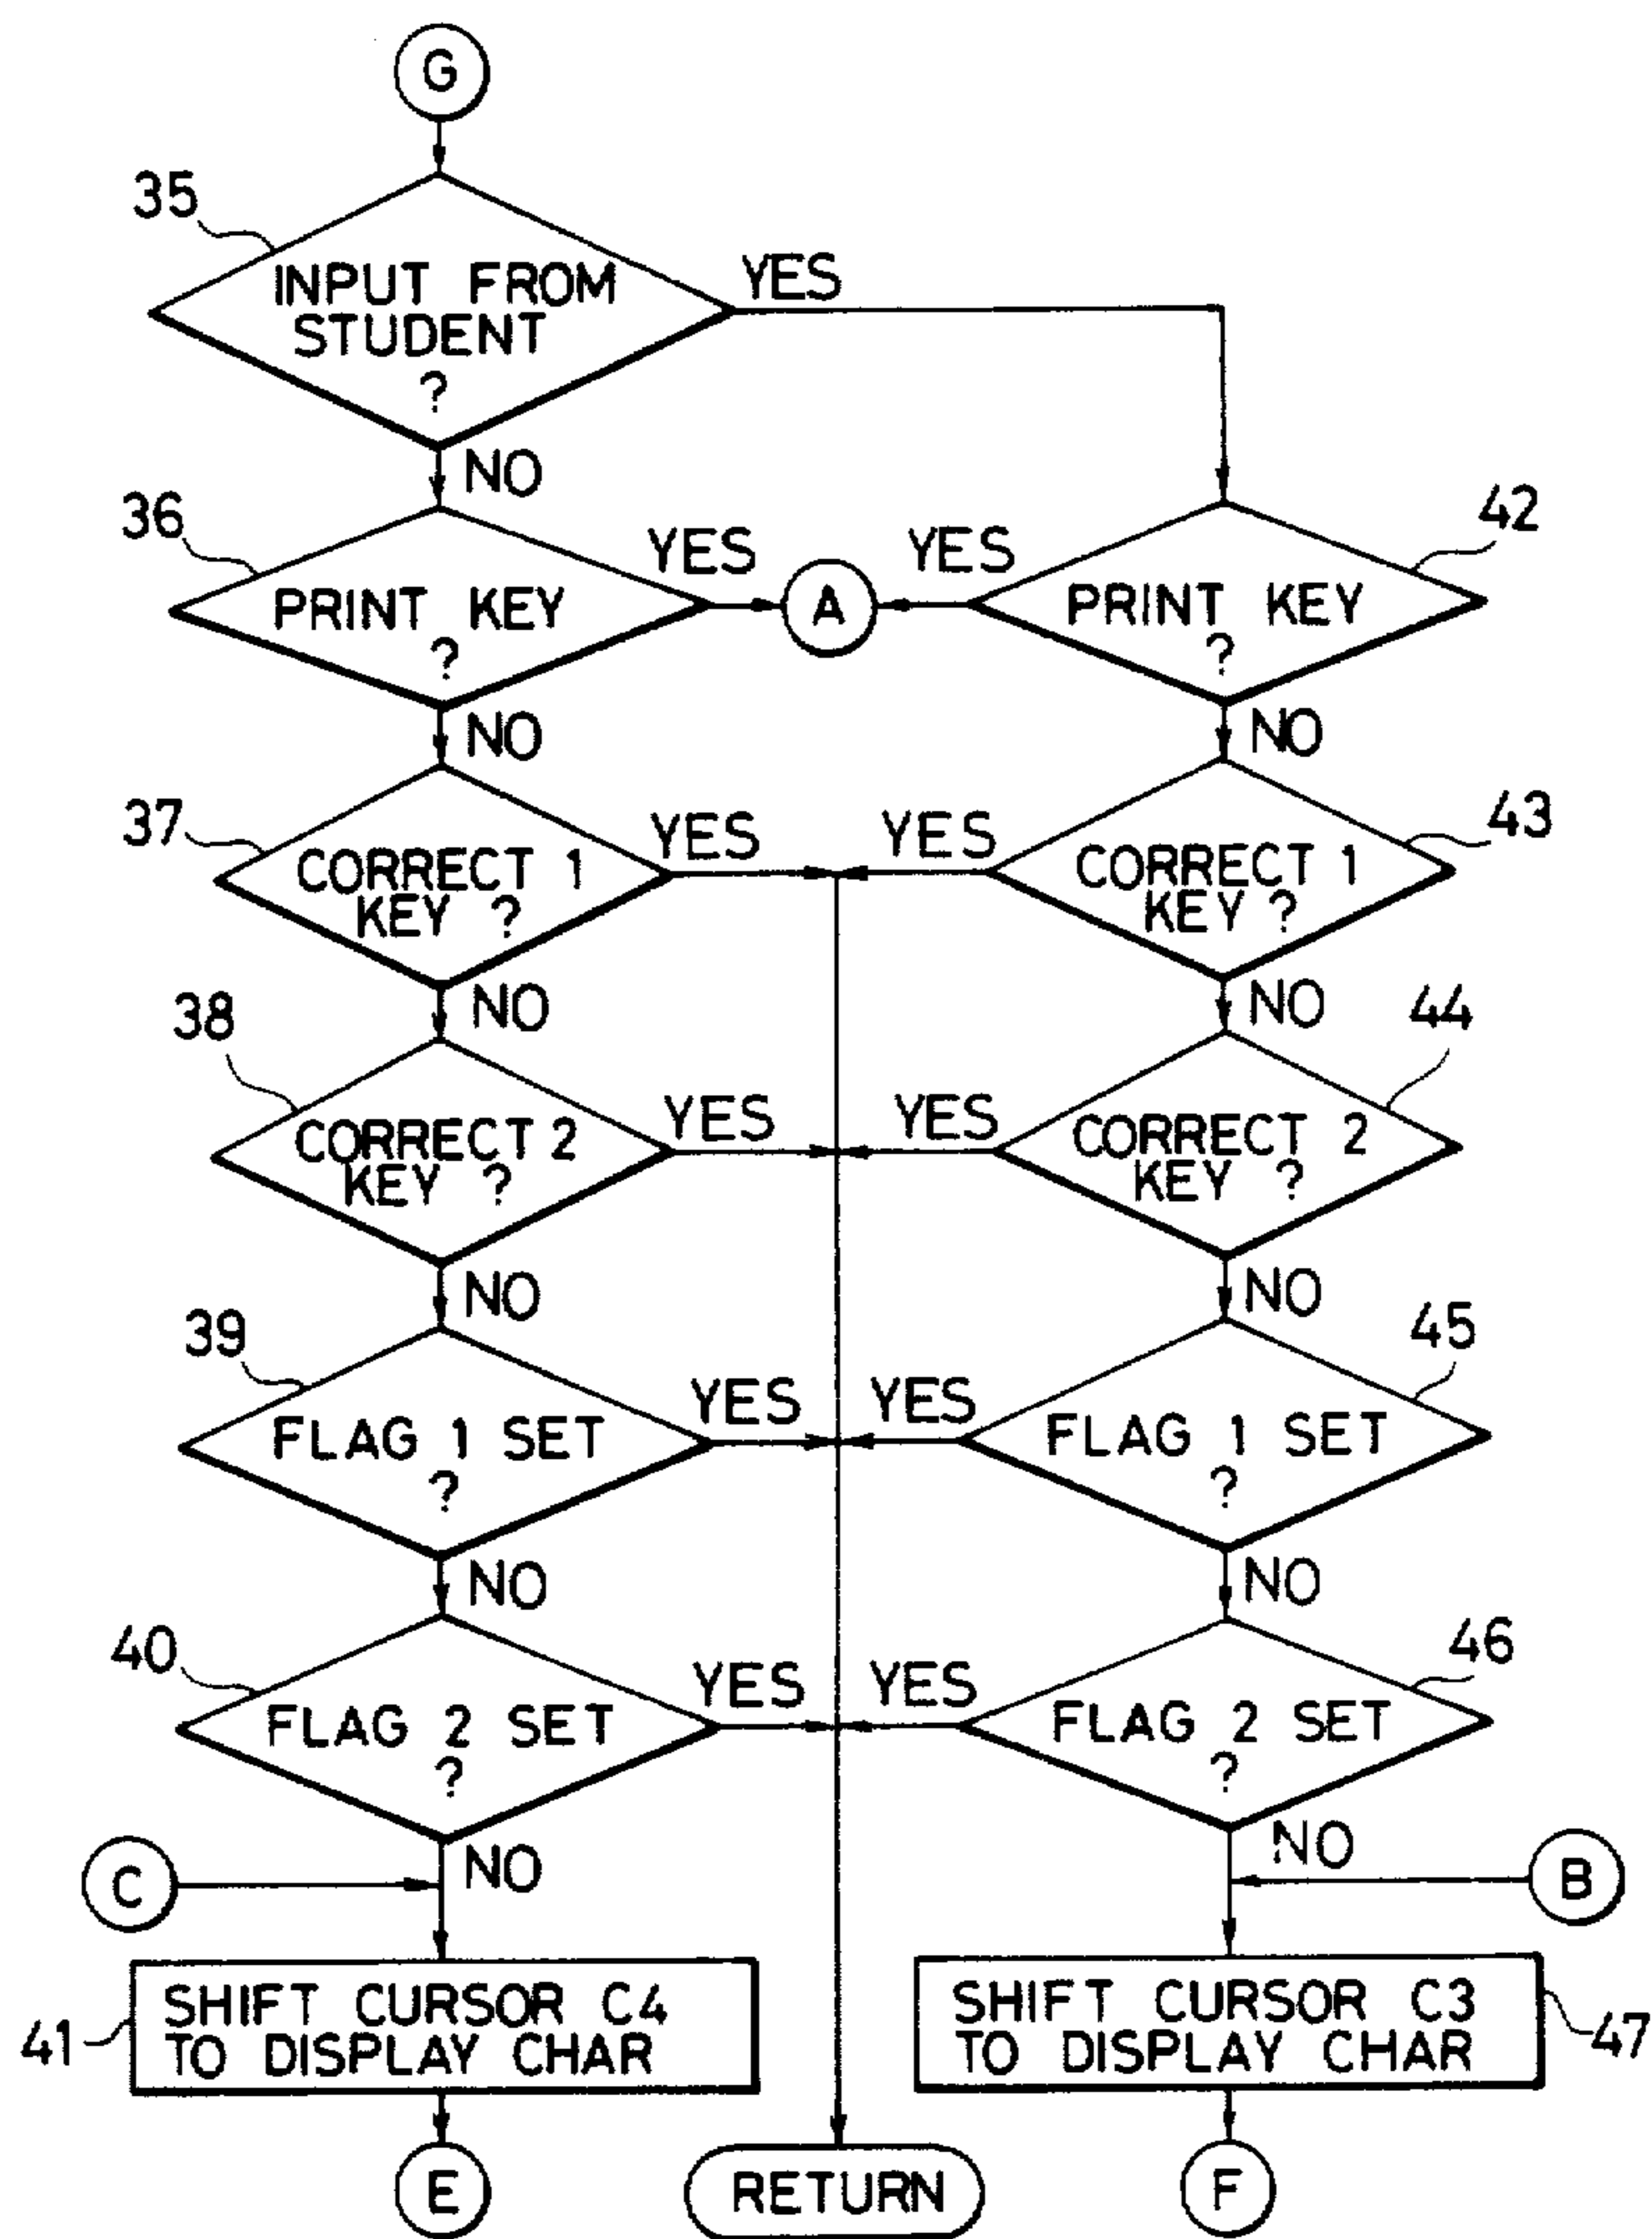 G
35
INPUT FROM
STUDENT
?
YES
NO
36
PRINT KEY
?
YES
A
YES
42
PRINT KEY
?
NO
NO
37
CORRECT 1
KEY ?
YES
YES
43
CORRECT 1
KEY ?
NO
NO
38
CORRECT 2
KEY ?
YES
YES
44
CORRECT 2
KEY ?
NO
NO
39
FLAG 1 SET
?
YES
YES
45
FLAG 1 SET
?
NO
NO
40
FLAG 2 SET
?
YES
YES
46
FLAG 2 SET
?
NO
NO
C
B
41
SHIFT CURSOR C4
TO DISPLAY CHAR
47
SHIFT CURSOR C3
TO DISPLAY CHAR
E
RETURN
F